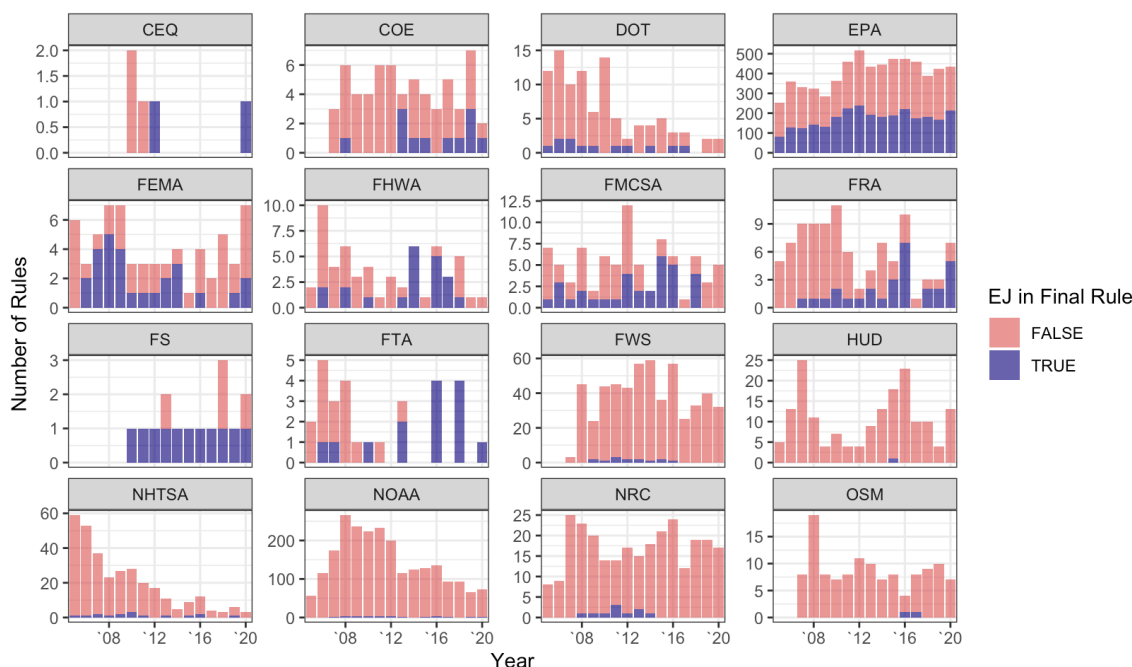 CEQ COE DOT EPA
2.0 1.5 1.0 0.5 0.0
6 4 2 0
15 10 5 0
500 400 300 200 100 0
FEMA FHWA FMCSA FRA
6 4 2 0
10.0 7.5 5.0 2.5 0.0
12.5 10.0 7.5 5.0 2.5 0.0
9 6 3 0
FS FTA FWS HUD
3 2 1 0
5 4 3 2 1 0
60 40 20 0
25 20 15 10 5 0
NHTSA NOAA NRC OSM
60 40 20 0
200 100 0
25 20 15 10 5 0
15 10 5 0
`08 `12 `16 `20 `08 `12 `16 `20 `08 `12 `16 `20 `08 `12 `16 `20
Year
Number of Rules
EJ in Final Rule
FALSE
TRUE